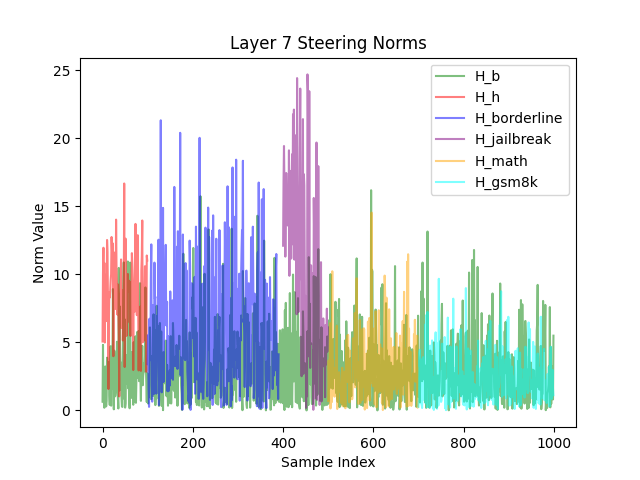 Layer 7 Steering Norms
25
20
15
10
5
0
Norm Value
H_b
H_h
H_borderline
H_jailbreak
H_math
H_gsm8k
0 200 400 600 800 1000
Sample Index